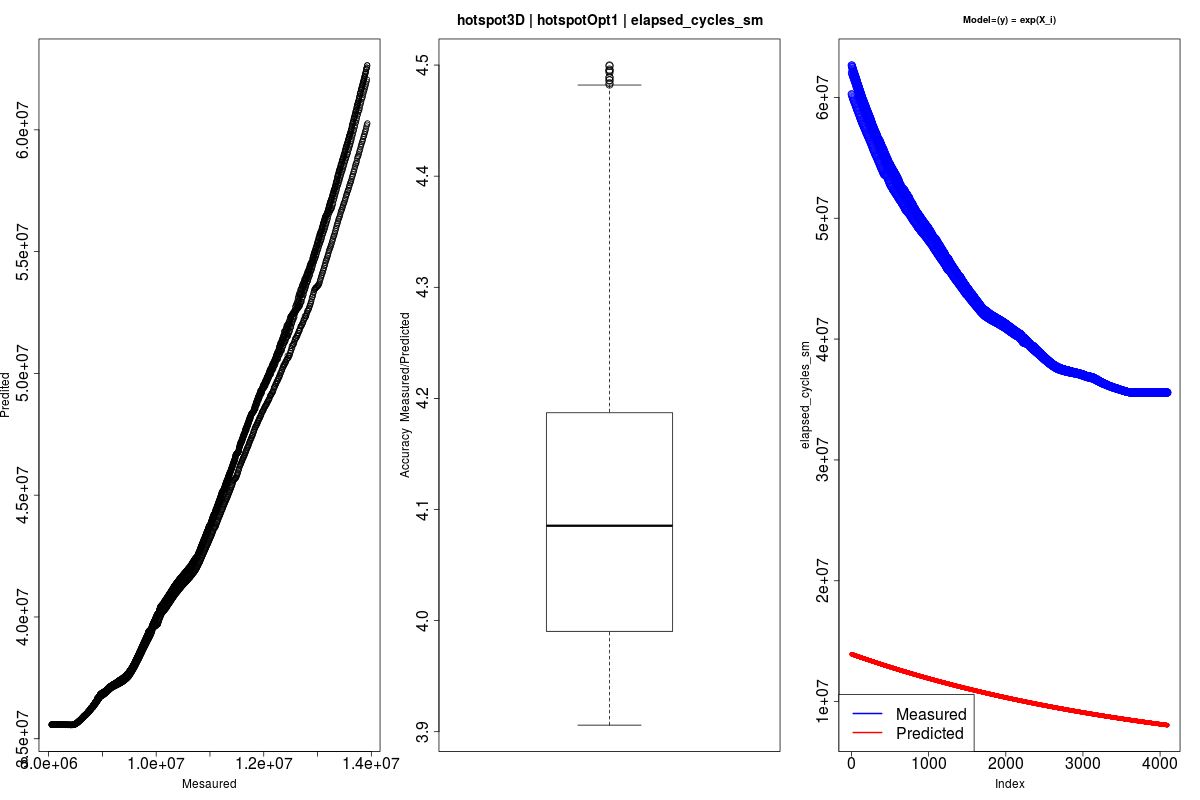 hotspot3D | hotspotOpt1 | elapsed_cycles_sm
Model=(y) = exp(X_i)
Predited
3.5e+07
4.0e+07
4.5e+07
5.0e+07
5.5e+07
6.0e+07
8.0e+06
1.0e+07
1.2e+07
1.4e+07
Mesaured
Accuracy Measured/Predicted
3.9
4.0
4.1
4.2
4.3
4.4
4.5
elapsed_cycles_sm
1e+07
2e+07
3e+07
4e+07
5e+07
6e+07
Measured
Predicted
0
1000
2000
3000
4000
Index